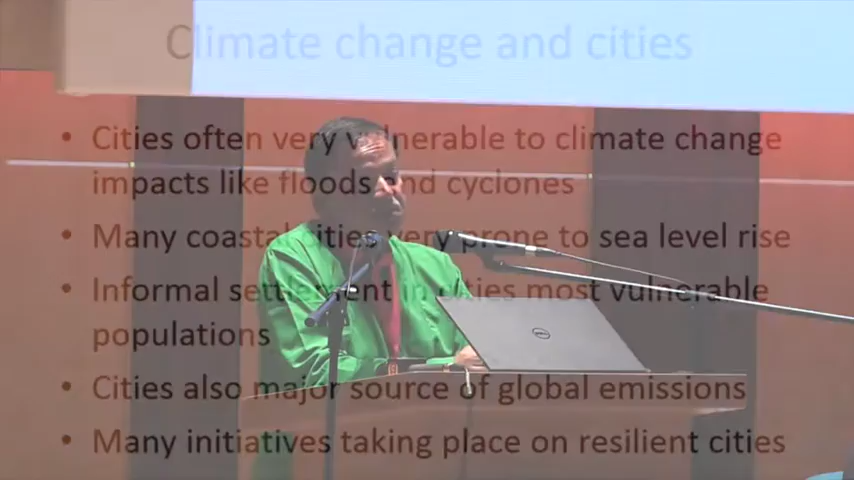 Climate change and cities
• Cities often very vulnerable to climate change
impacts like floods and cyclones
• Many coastal cities very prone to sea level rise
• Informal settlement in cities most vulnerable
populations
• Cities also major source of global emissions
• Many initiatives taking place on resilient cities
DELL